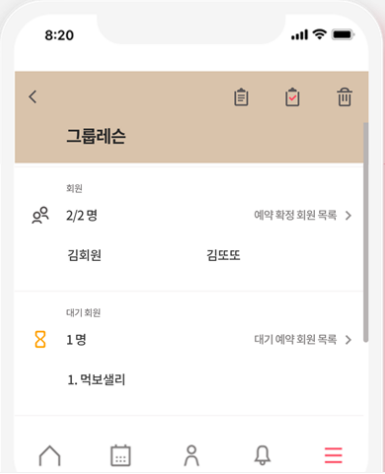 8:20
그룹레슨
회원
2/2 명
예약 확정 회원 목록
김회원
김또또
대기 회원
1 명
대기 예약 회원 목록
1. 먹보샐리